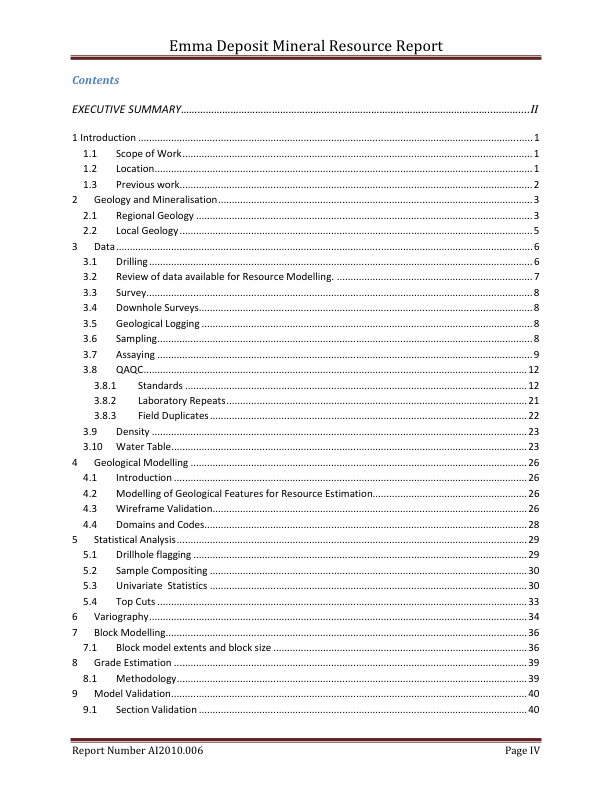 Emma Deposit Mineral Resource Report
Contents
EXECUTIVE SUMMARY……………………………………………………………………………………………………..……...II
1 Introduction ........................................................................................................ 1
1.1 Scope of Work ........................................................................................................ 1
1.2 Location ........................................................................................................ 1
1.3 Previous work ........................................................................................................ 2
2 Geology and Mineralisation ........................................................................................................ 3
2.1 Regional Geology ........................................................................................................ 3
2.2 Local Geology ........................................................................................................ 5
3 Data ........................................................................................................ 6
3.1 Drilling ........................................................................................................ 6
3.2 Review of data available for Resource Modelling. ........................................................................ 7
3.3 Survey ........................................................................................................ 8
3.4 Downhole Surveys ........................................................................................................ 8
3.5 Geological Logging ........................................................................................................ 8
3.6 Sampling ........................................................................................................ 8
3.7 Assaying ........................................................................................................ 9
3.8 QAQC ........................................................................................................ 12
3.8.1 Standards ........................................................................................................ 12
3.8.2 Laboratory Repeats ........................................................................................................ 21
3.8.3 Field Duplicates ........................................................................................................ 22
3.9 Density ........................................................................................................ 23
3.10 Water Table ........................................................................................................ 23
4 Geological Modelling ........................................................................................................ 26
4.1 Introduction ........................................................................................................ 26
4.2 Modelling of Geological Features for Resource Estimation ........................................................ 26
4.3 Wireframe Validation ........................................................................................................ 26
4.4 Domains and Codes ........................................................................................................ 28
5 Statistical Analysis ........................................................................................................ 29
5.1 Drillhole flagging ........................................................................................................ 29
5.2 Sample Compositing ........................................................................................................ 30
5.3 Univariate Statistics ........................................................................................................ 30
5.4 Top Cuts ........................................................................................................ 33
6 Variography ........................................................................................................ 34
7 Block Modelling ........................................................................................................ 36
7.1 Block model extents and block size ........................................................................................ 36
8 Grade Estimation ........................................................................................................ 39
8.1 Methodology ........................................................................................................ 39
9 Model Validation ........................................................................................................ 40
9.1 Section Validation ........................................................................................................ 40
Report Number AI2010.006 Page IV